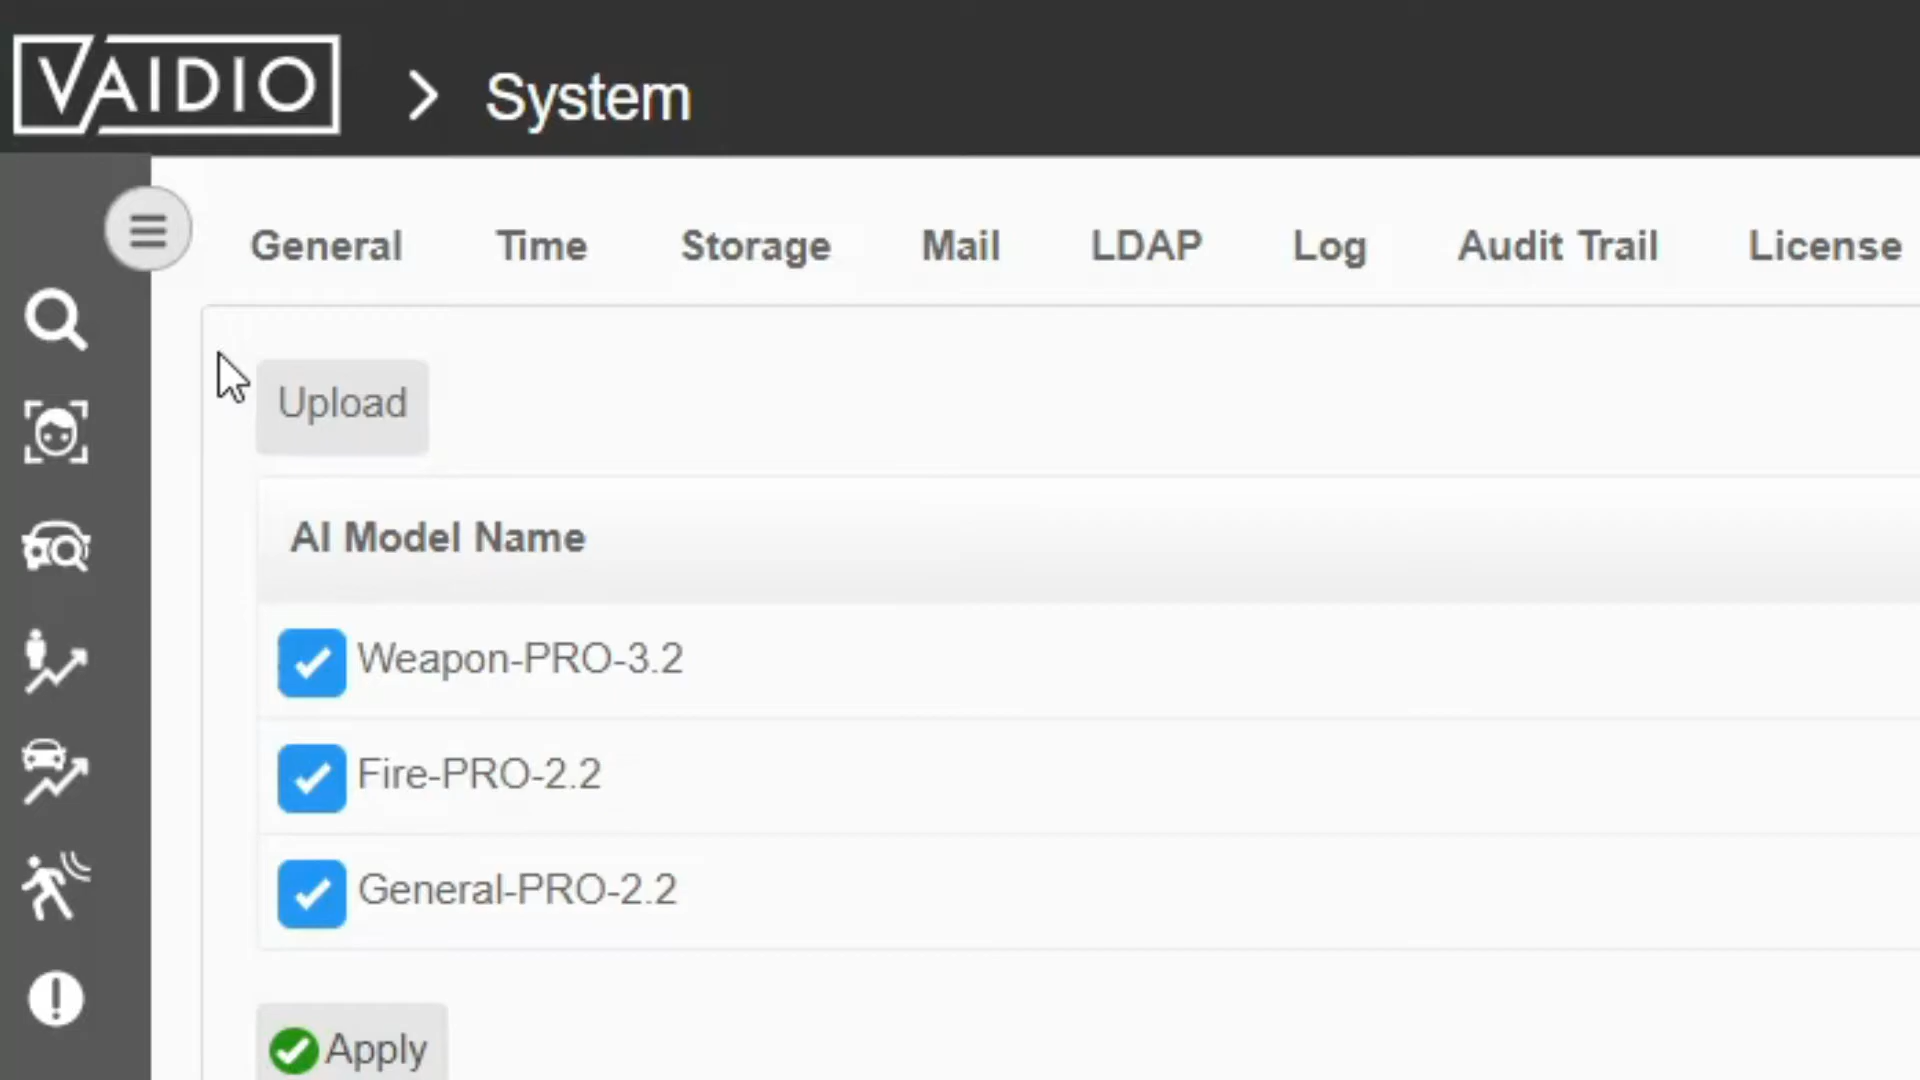 VAIDIO > System
General Time Storage Mail LDAP Log Audit Trail License
Upload
AI Model Name
Weapon-PRO-3.2
Fire-PRO-2.2
General-PRO-2.2
Apply